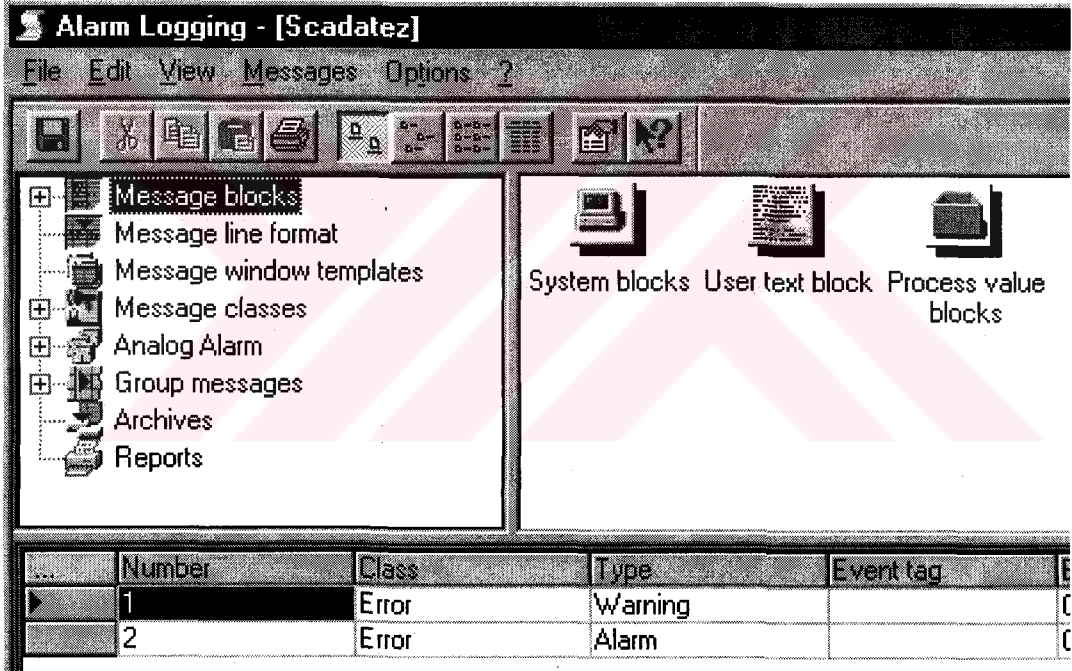 Alarm Logging - [Scadatez]
File Edit View Messages Options ?
Message blocks
Message line format
Message window templates
Message classes
Analog Alarm
Group messages
Archives
Reports
System blocks User text block Process value blocks
... Number Class Type Event tag
1 Error Warning
2 Error Alarm